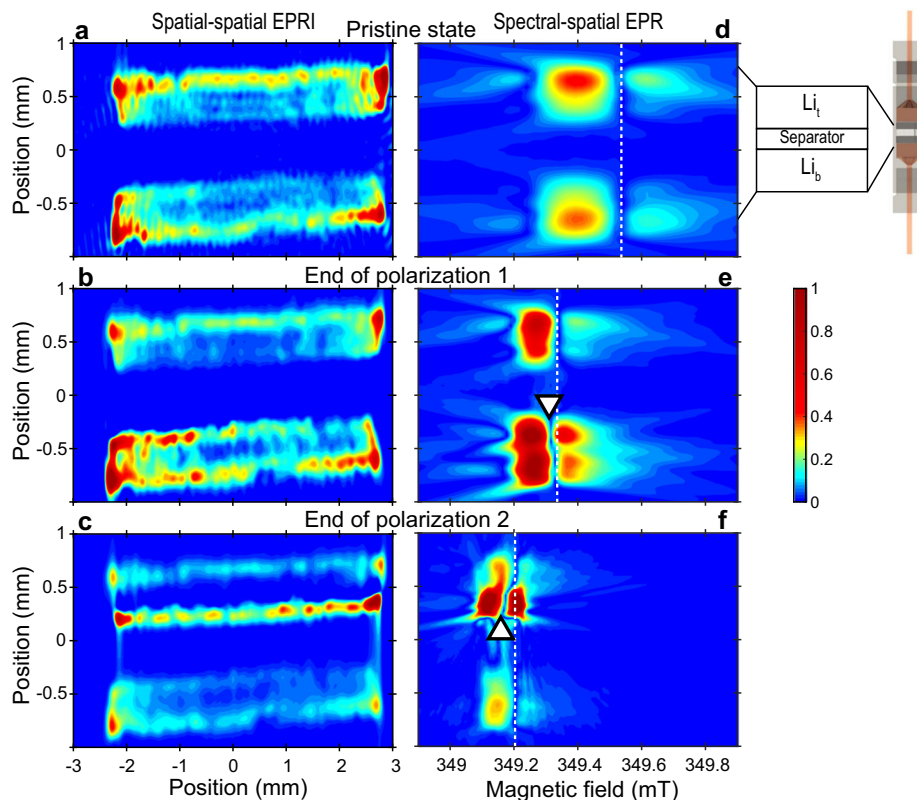 Spatial-spatial EPRI Spectral-spatial EPR
a Pristine state d
1
0.5
0
-0.5
Position (mm)
Li_t
Separator
Li_b
b End of polarization 1 e
1
0.5
0
-0.5
Position (mm)
1
0.8
0.6
0.4
0.2
0
c End of polarization 2 f
1
0.5
0
-0.5
Position (mm)
-3 -2 -1 0 1 2 3
349 349.2 349.4 349.6 349.8
Position (mm) Magnetic field (mT)